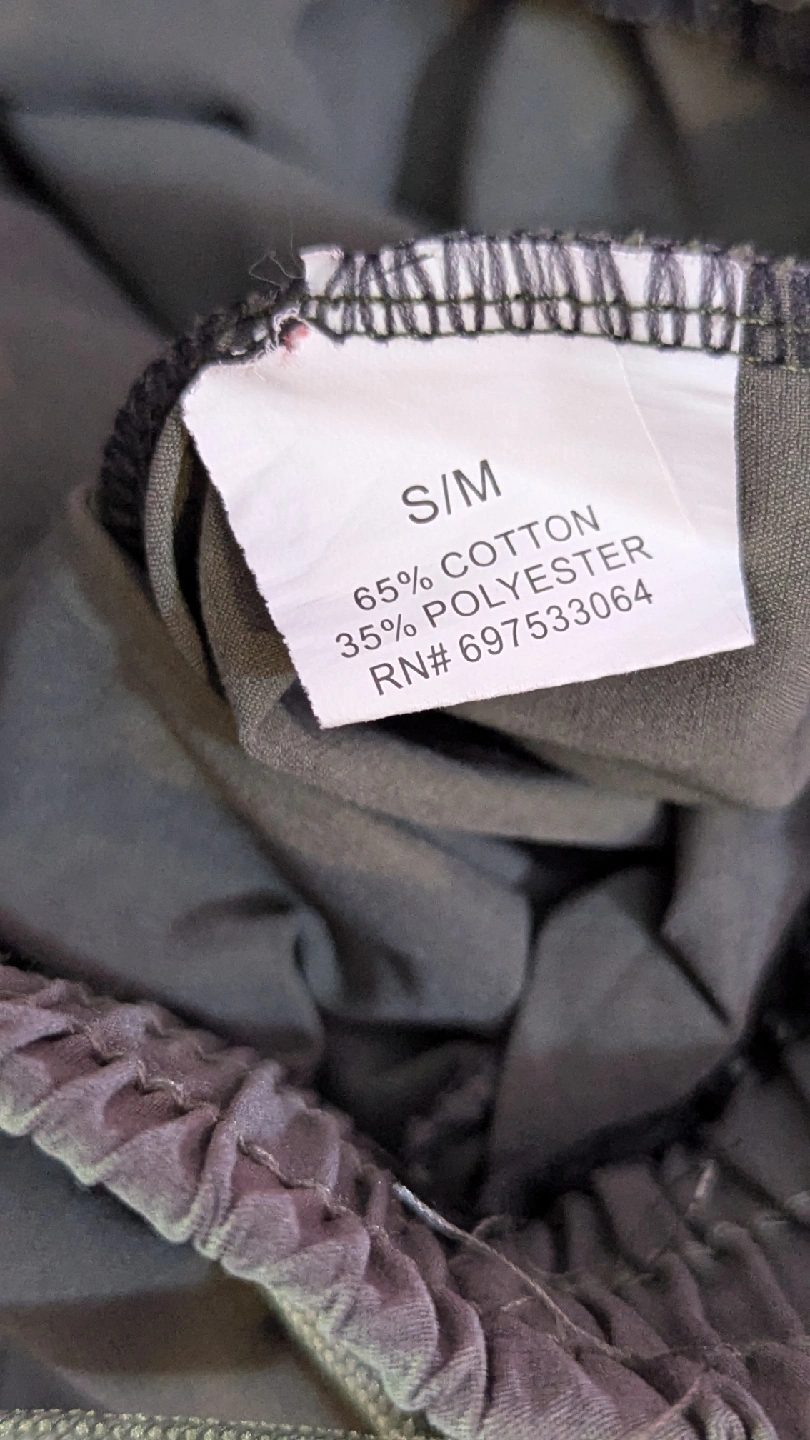 S/M
65% COTTON
35% POLYESTER
RN# 697533064